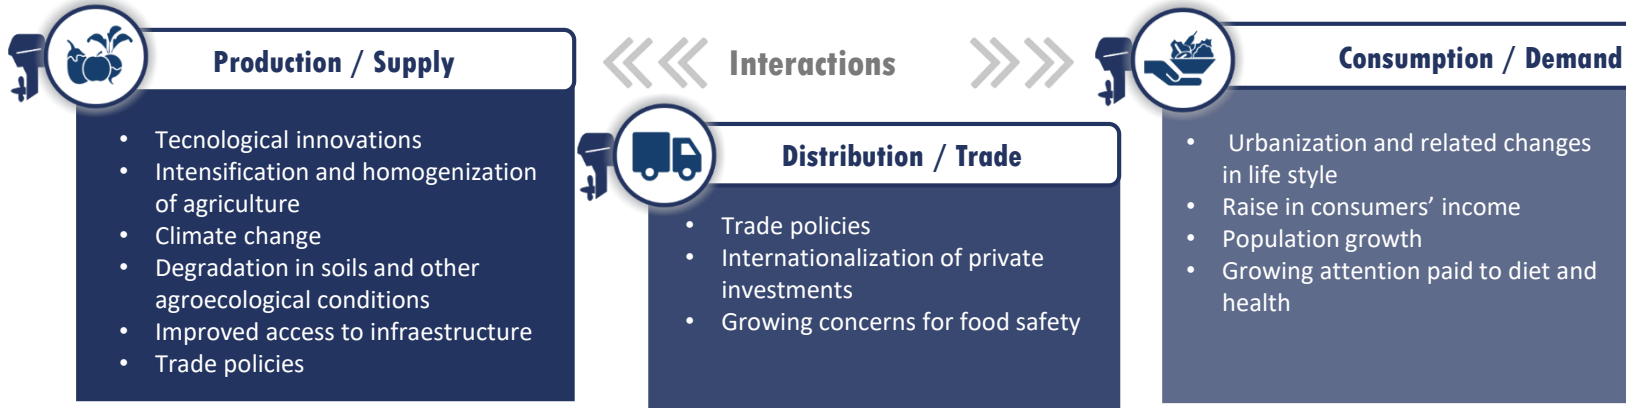 Production / Supply
• Tecnological innovations
• Intensification and homogenization
of agriculture
• Climate change
• Degradation in soils and other
agroecological conditions
• Improved access to infraestructure
• Trade policies
Interactions
Distribution / Trade
• Trade policies
• Internationalization of private
investments
• Growing concerns for food safety
Consumption / Demand
• Urbanization and related changes
in life style
• Raise in consumers’ income
• Population growth
• Growing attention paid to diet and
health